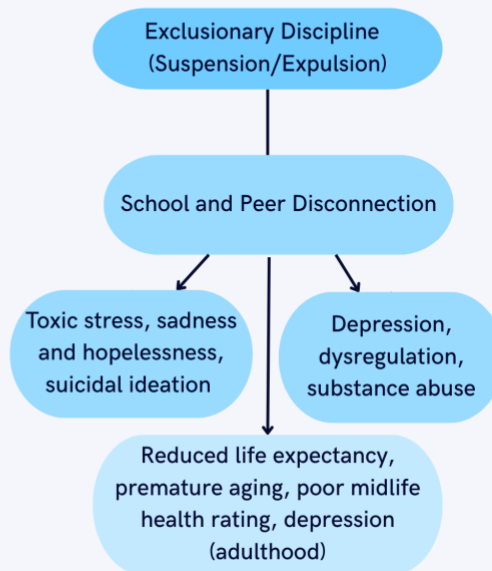 Exclusionary Discipline
(Suspension/Expulsion)
School and Peer Disconnection
Toxic stress, sadness
and hopelessness,
suicidal ideation
Depression,
dysregulation,
substance abuse
Reduced life expectancy,
premature aging, poor midlife
health rating, depression
(adulthood)